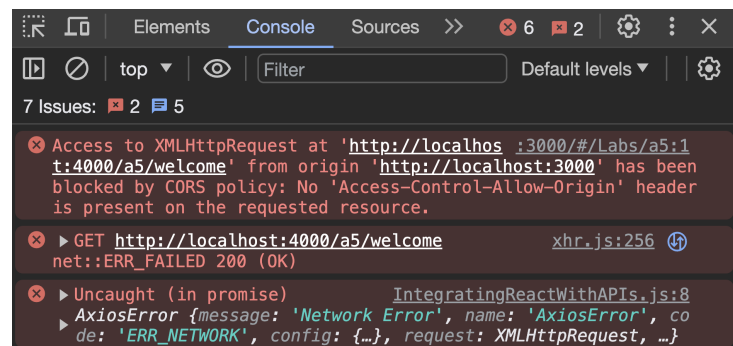 Elements Console Sources 6 2
top Filter Default levels
7 Issues: 2 5
Access to XMLHttpRequest at 'http://localhos :3000/#/Labs/a5:1
t:4000/a5/welcome' from origin 'http://localhost:3000' has been
blocked by CORS policy: No 'Access-Control-Allow-Origin' header
is present on the requested resource.
GET http://localhost:4000/a5/welcome xhr.js:256
net::ERR_FAILED 200 (OK)
Uncaught (in promise) IntegratingReactWithAPIs.js:8
AxiosError {message: 'Network Error', name: 'AxiosError', co
de: 'ERR_NETWORK', config: {…}, request: XMLHttpRequest, …}